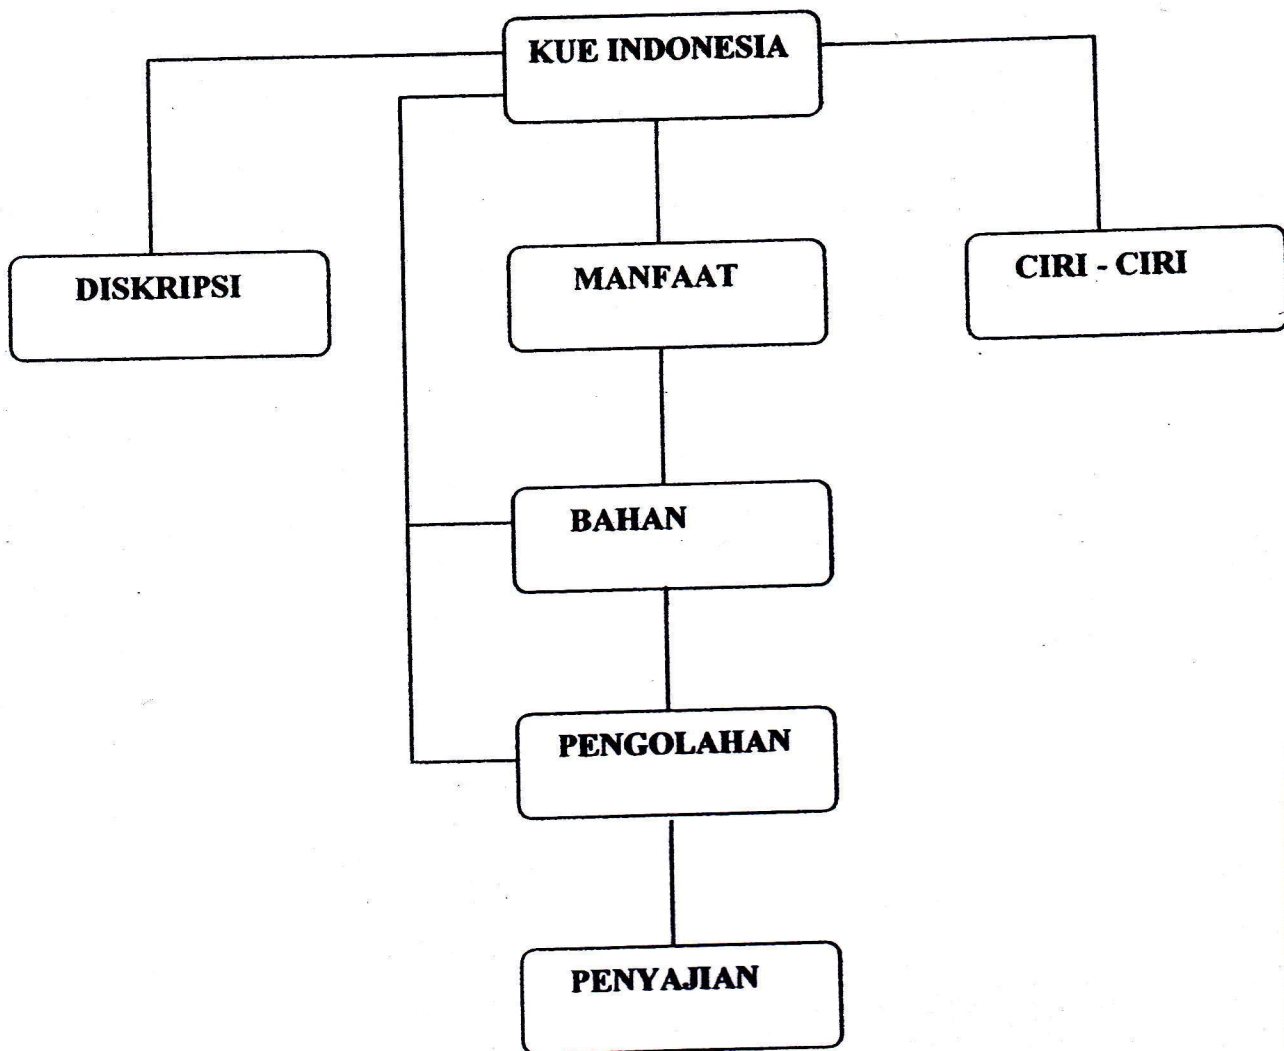 KUE INDONESIA
DISKRIPSI
MANFAAT
CIRI - CIRI
BAHAN
PENGOLAHAN
PENYAJIAN